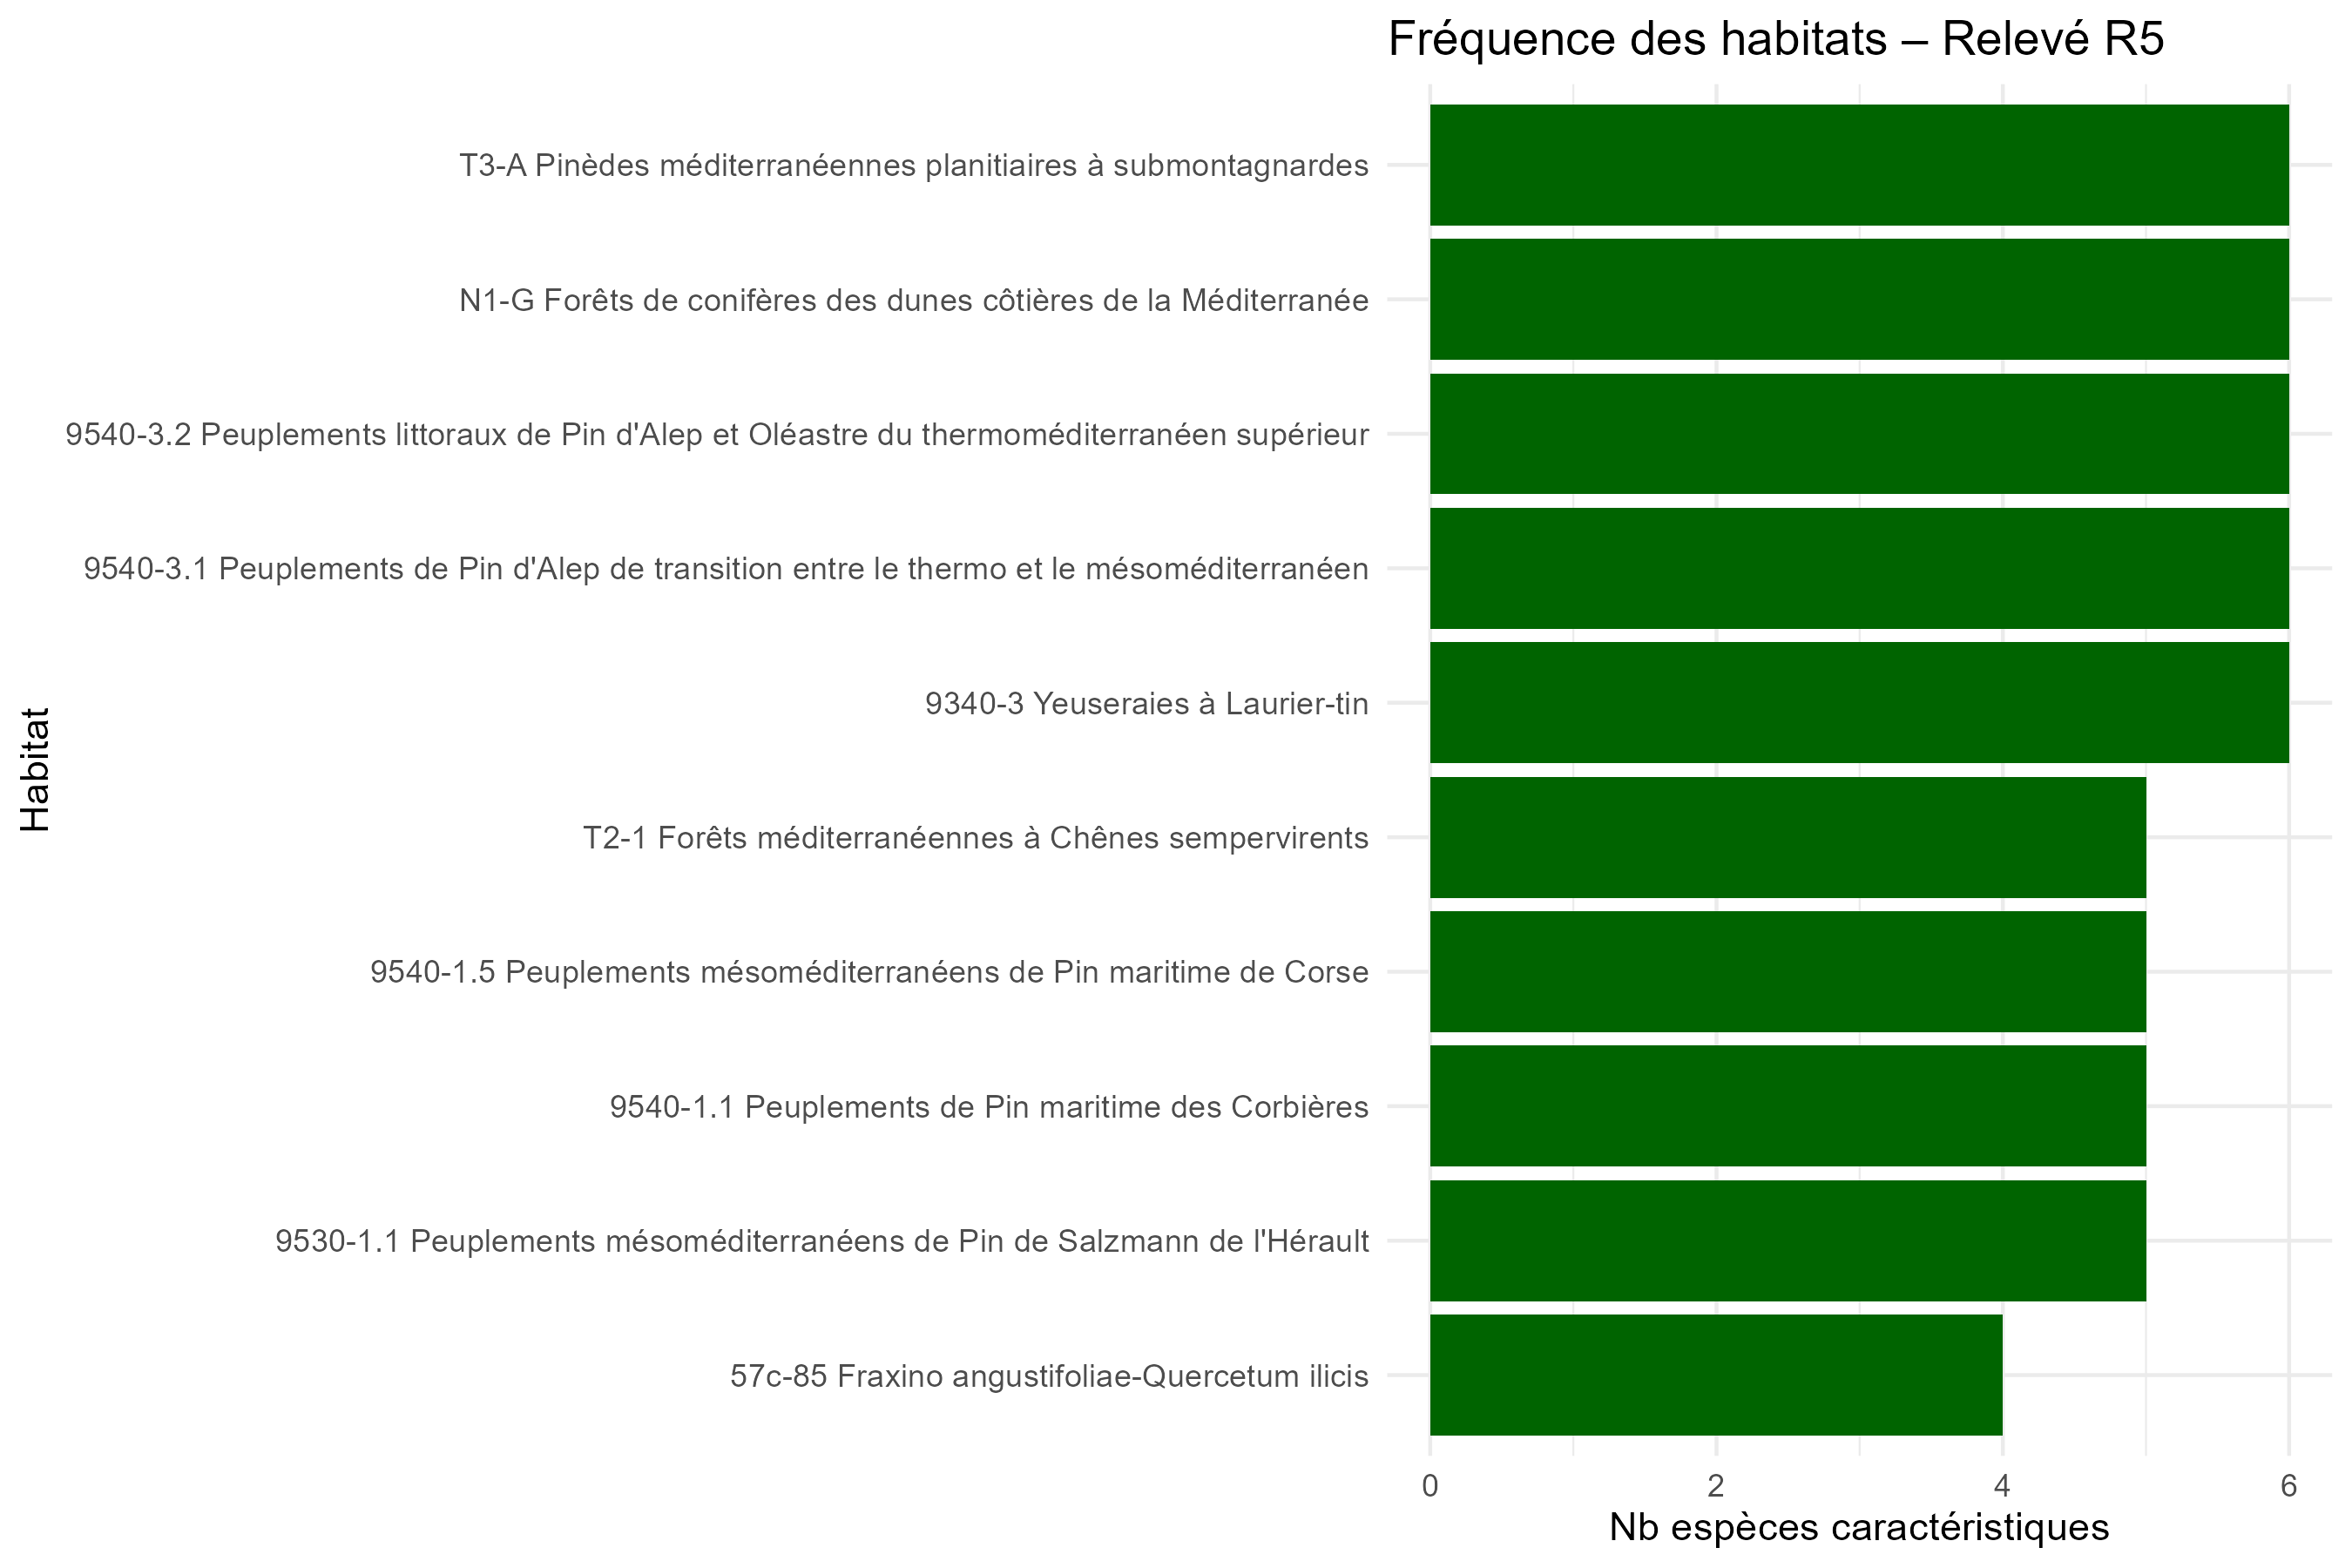 Fréquence des habitats – Relevé R5
T3-A Pinèdes méditerranéennes planitiaires à submontagnardes
N1-G Forêts de conifères des dunes côtières de la Méditerranée
9540-3.2 Peuplements littoraux de Pin d'Alep et Oléastre du thermoméditerranéen supérieur
9540-3.1 Peuplements de Pin d'Alep de transition entre le thermo et le mésoméditerranéen
9340-3 Yeuseraies à Laurier-tin
T2-1 Forêts méditerranéennes à Chênes sempervirents
9540-1.5 Peuplements mésoméditerranéens de Pin maritime de Corse
9540-1.1 Peuplements de Pin maritime des Corbières
9530-1.1 Peuplements mésoméditerranéens de Pin de Salzmann de l'Hérault
57c-85 Fraxino angustifoliae-Quercetum ilicis
Habitat
0 2 4 6
Nb espèces caractéristiques